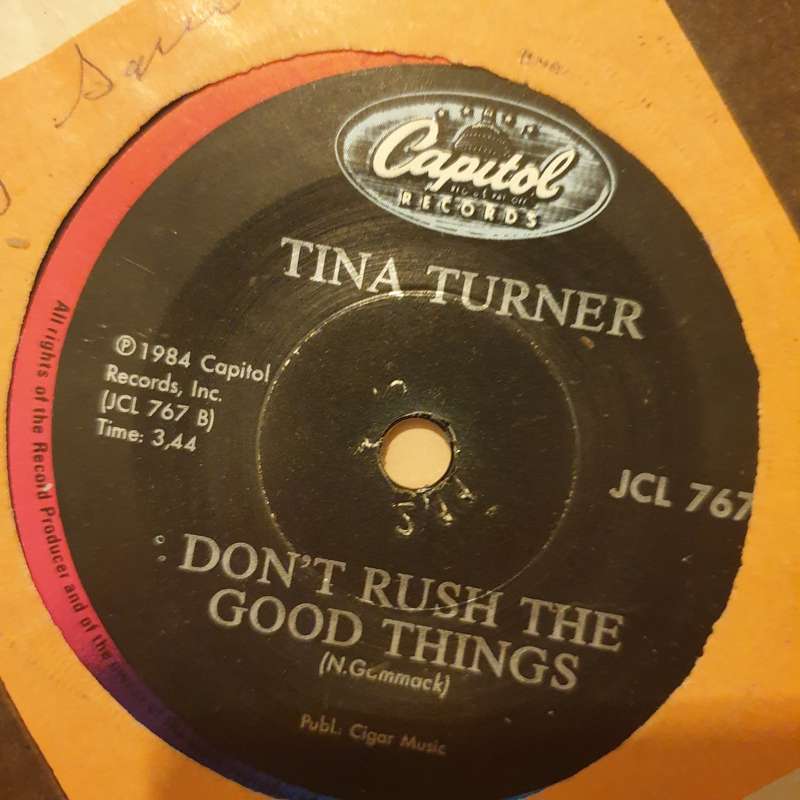 Capitol
RECORDS
TINA TURNER
℗ 1984 Capitol
Records, Inc.
(JCL 767 B)
Time: 3,44
JCL 767
DON'T RUSH THE
GOOD THINGS
(N.Gammack)
Publ.: Cigar Music
All rights of the Record Producer and of the